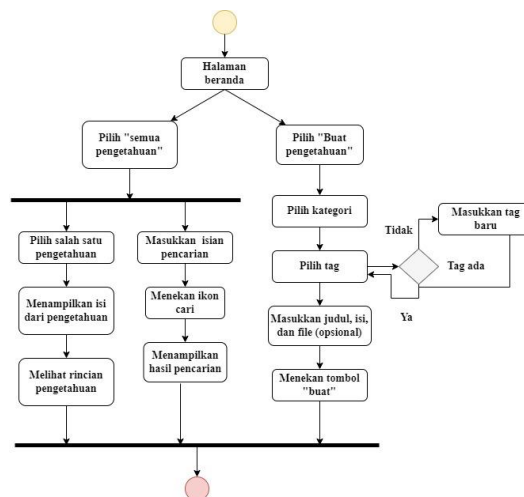 Halaman
beranda
Pilih "semua
pengetahuan"
Pilih "Buat
pengetahuan"
Pilih kategori
Tidak
Masukkan tag
baru
Pilih salah satu
pengetahuan
Masukkan isian
pencarian
Pilih tag
Tag ada
Menampilkan isi
dari pengetahuan
Menekan ikon
cari
Masukkan judul, isi,
dan file (opsional)
Ya
Melihat rincian
pengetahuan
Menampilkan
hasil pencarian
Menekan tombol
"buat"